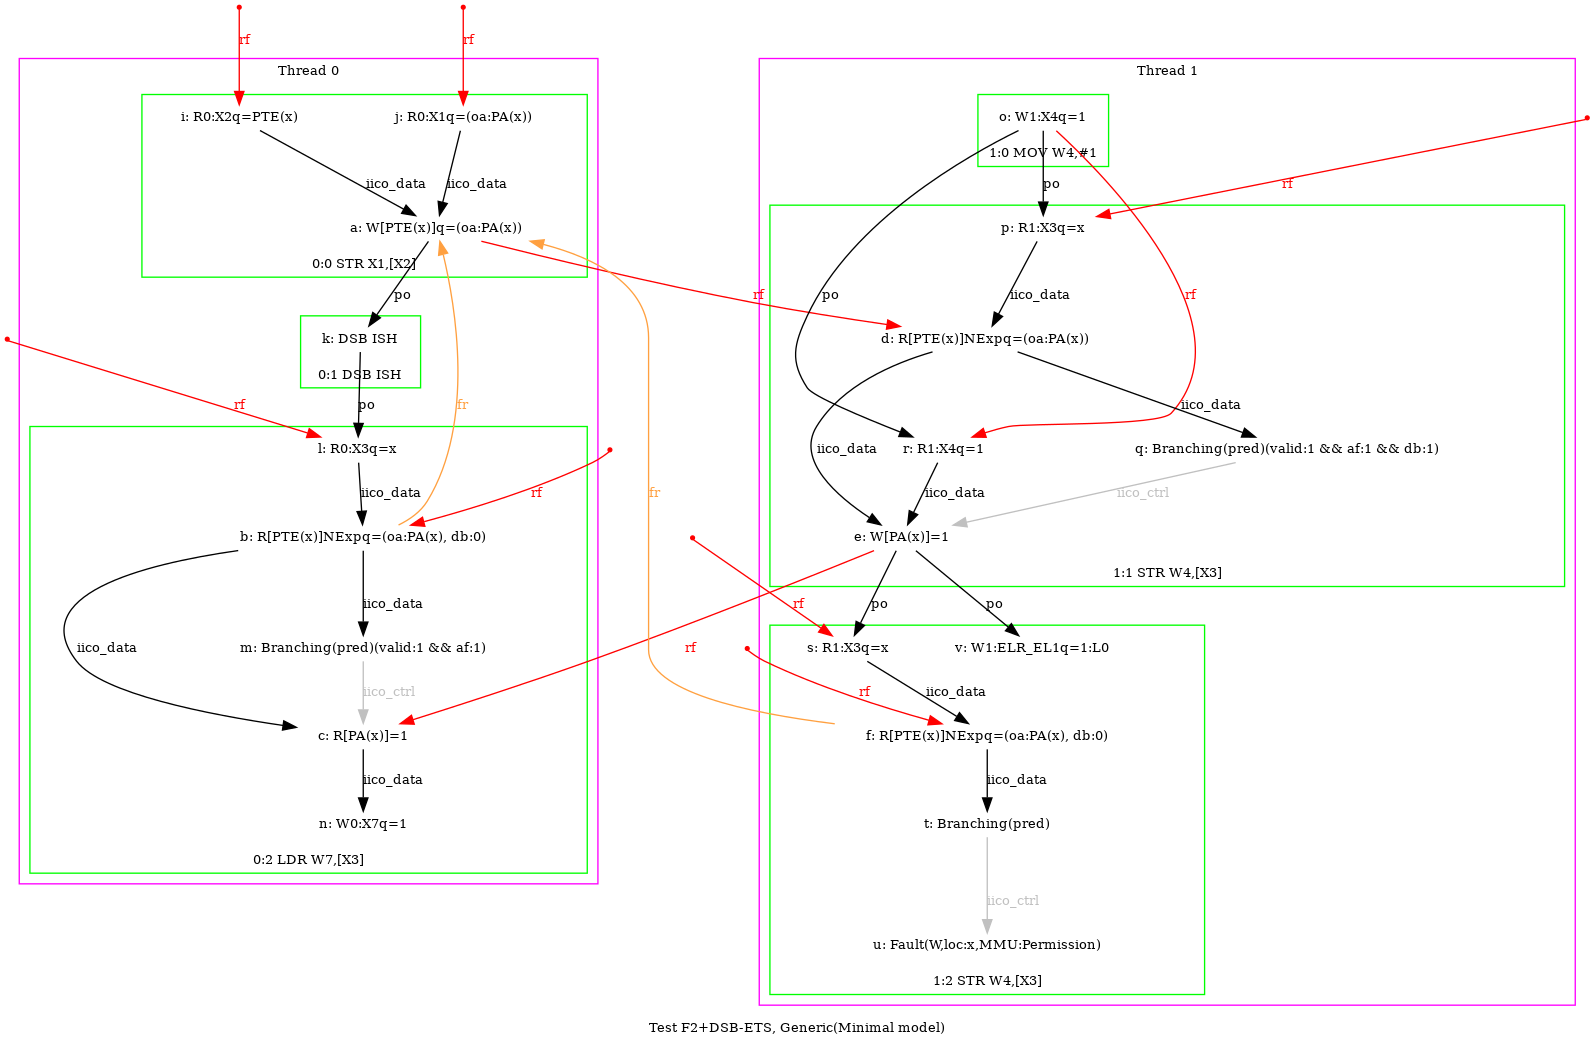 rf
rf
Thread 0
Thread 1
i: R0:X2q=PTE(x)
j: R0:X1q=(oa:PA(x))
o: W1:X4q=1
1:0 MOV W4,#1
iico_data
iico_data
po
rf
a: W[PTE(x)]q=(oa:PA(x))
p: R1:X3q=x
0:0 STR X1,[X2]
po
rf
po
iico_data
rf
k: DSB ISH
d: R[PTE(x)]NExpq=(oa:PA(x))
0:1 DSB ISH
rf
po
fr
iico_data
l: R0:X3q=x
iico_data
r: R1:X4q=1
q: Branching(pred)(valid:1 && af:1 && db:1)
iico_data
rf
fr
iico_data
iico_ctrl
b: R[PTE(x)]NExpq=(oa:PA(x), db:0)
e: W[PA(x)]=1
1:1 STR W4,[X3]
iico_data
rf
po
po
iico_data
m: Branching(pred)(valid:1 && af:1)
rf
s: R1:X3q=x
v: W1:ELR_EL1q=1:L0
iico_ctrl
rf
iico_data
c: R[PA(x)]=1
f: R[PTE(x)]NExpq=(oa:PA(x), db:0)
iico_data
iico_data
n: W0:X7q=1
t: Branching(pred)
0:2 LDR W7,[X3]
iico_ctrl
u: Fault(W,loc:x,MMU:Permission)
1:2 STR W4,[X3]
Test F2+DSB-ETS, Generic(Minimal model)